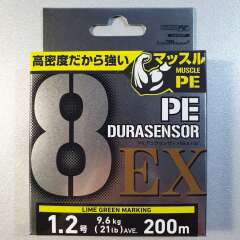 高密度だから強い
マッスル
MUSCLE
PE
8
PE
DURASENSOR
EX
LIME GREEN MARKING
1.2号
9.6kg
(21lb)AVE.
200m